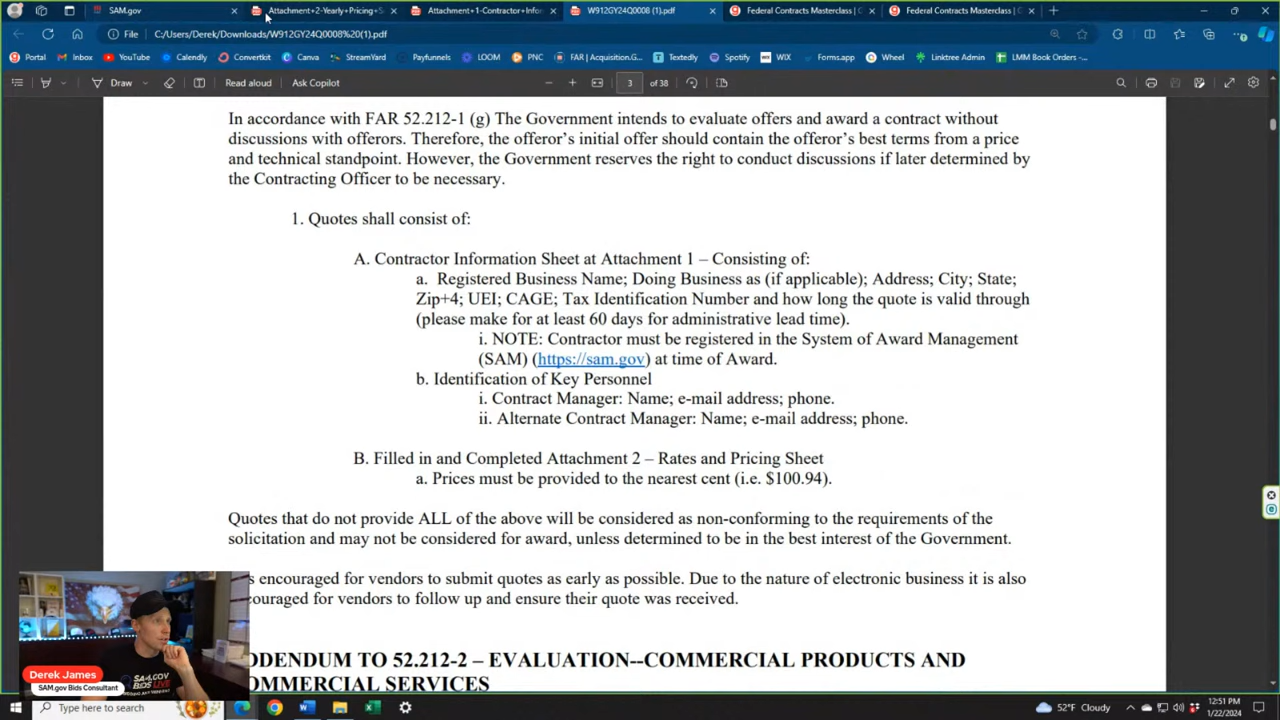 SAM.gov
Attachment+2-Yearly+Pricing+S
Attachment+1-Contractor+Infor
W912GY24Q0008 (1).pdf
Federal Contracts Masterclass | C
Federal Contracts Masterclass | C
File
C:/Users/Derek/Downloads/W912GY24Q0008%20(1).pdf
Portal
Inbox
YouTube
Calendly
Convertkit
Canva
StreamYard
Payfunnels
LOOM
PNC
FAR | Acquisition.G...
Textedly
Spotify
WIX
Forms.app
Wheel
Linktree Admin
LMM Book Orders -...
Draw
Read aloud
Ask Copilot
3
of 38
In accordance with FAR 52.212-1 (g) The Government intends to evaluate offers and award a contract without
discussions with offerors. Therefore, the offeror's initial offer should contain the offeror's best terms from a price
and technical standpoint. However, the Government reserves the right to conduct discussions if later determined by
the Contracting Officer to be necessary.
1. Quotes shall consist of:
A. Contractor Information Sheet at Attachment 1 – Consisting of:
a. Registered Business Name; Doing Business as (if applicable); Address; City; State;
Zip+4; UEI; CAGE; Tax Identification Number and how long the quote is valid through
(please make for at least 60 days for administrative lead time).
i. NOTE: Contractor must be registered in the System of Award Management
(SAM) (https://sam.gov) at time of Award.
b. Identification of Key Personnel
i. Contract Manager: Name; e-mail address; phone.
ii. Alternate Contract Manager: Name; e-mail address; phone.
B. Filled in and Completed Attachment 2 – Rates and Pricing Sheet
a. Prices must be provided to the nearest cent (i.e. $100.94).
Quotes that do not provide ALL of the above will be considered as non-conforming to the requirements of the
solicitation and may not be considered for award, unless determined to be in the best interest of the Government.
s encouraged for vendors to submit quotes as early as possible. Due to the nature of electronic business it is also
couraged for vendors to follow up and ensure their quote was received.
DDENDUM TO 52.212-2 – EVALUATION--COMMERCIAL PRODUCTS AND
OMMERCIAL SERVICES
SAM.GOV
BIDS LIVE
Derek James
SAM.gov Bids Consultant
Type here to search
52°F Cloudy
12:51 PM
1/22/2024